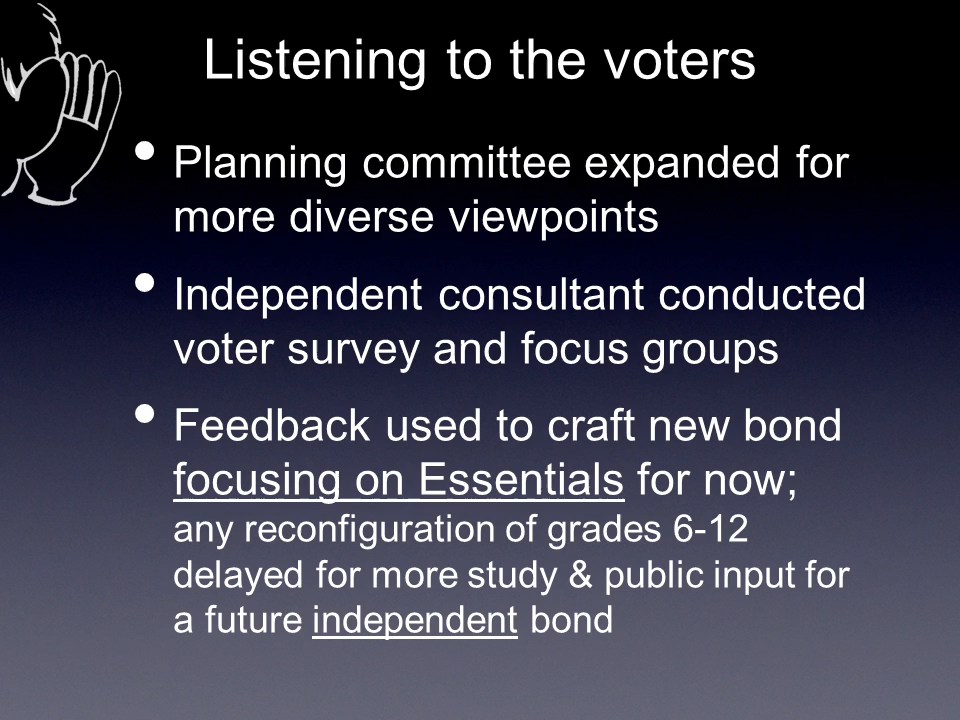 Listening to the voters
• Planning committee expanded for
more diverse viewpoints
• Independent consultant conducted
voter survey and focus groups
• Feedback used to craft new bond
focusing on Essentials for now;
any reconfiguration of grades 6-12
delayed for more study & public input for
a future independent bond